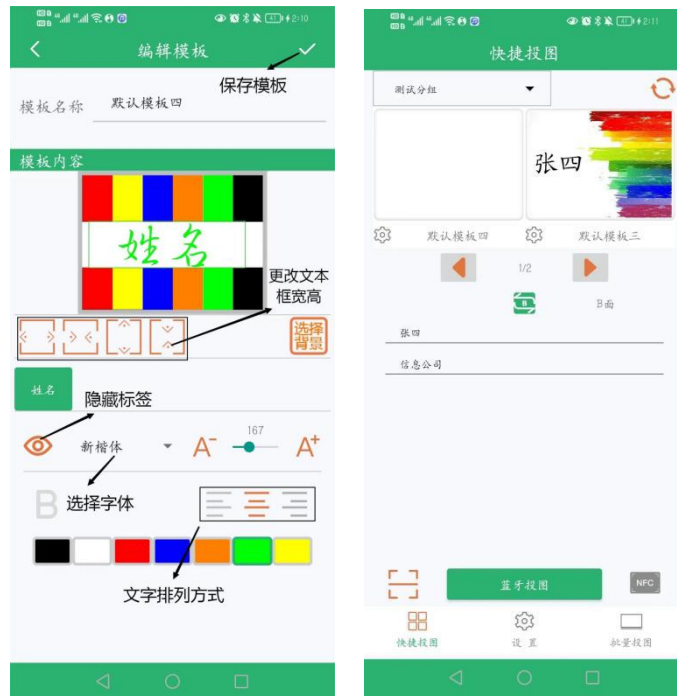 2:10
编辑模板
保存模板
模板名称 默认模板四
模板内容
姓名
更改文本
框宽高
选择
背景
姓名
隐藏标签
新楷体 A- 167 A+
B 选择字体
文字排列方式
2:11
快捷投图
测试分组
张四
默认模板四 默认模板三
1/2
B B面
张四
信息公司
蓝牙投图 NFC
快捷投图 设置 批量投图